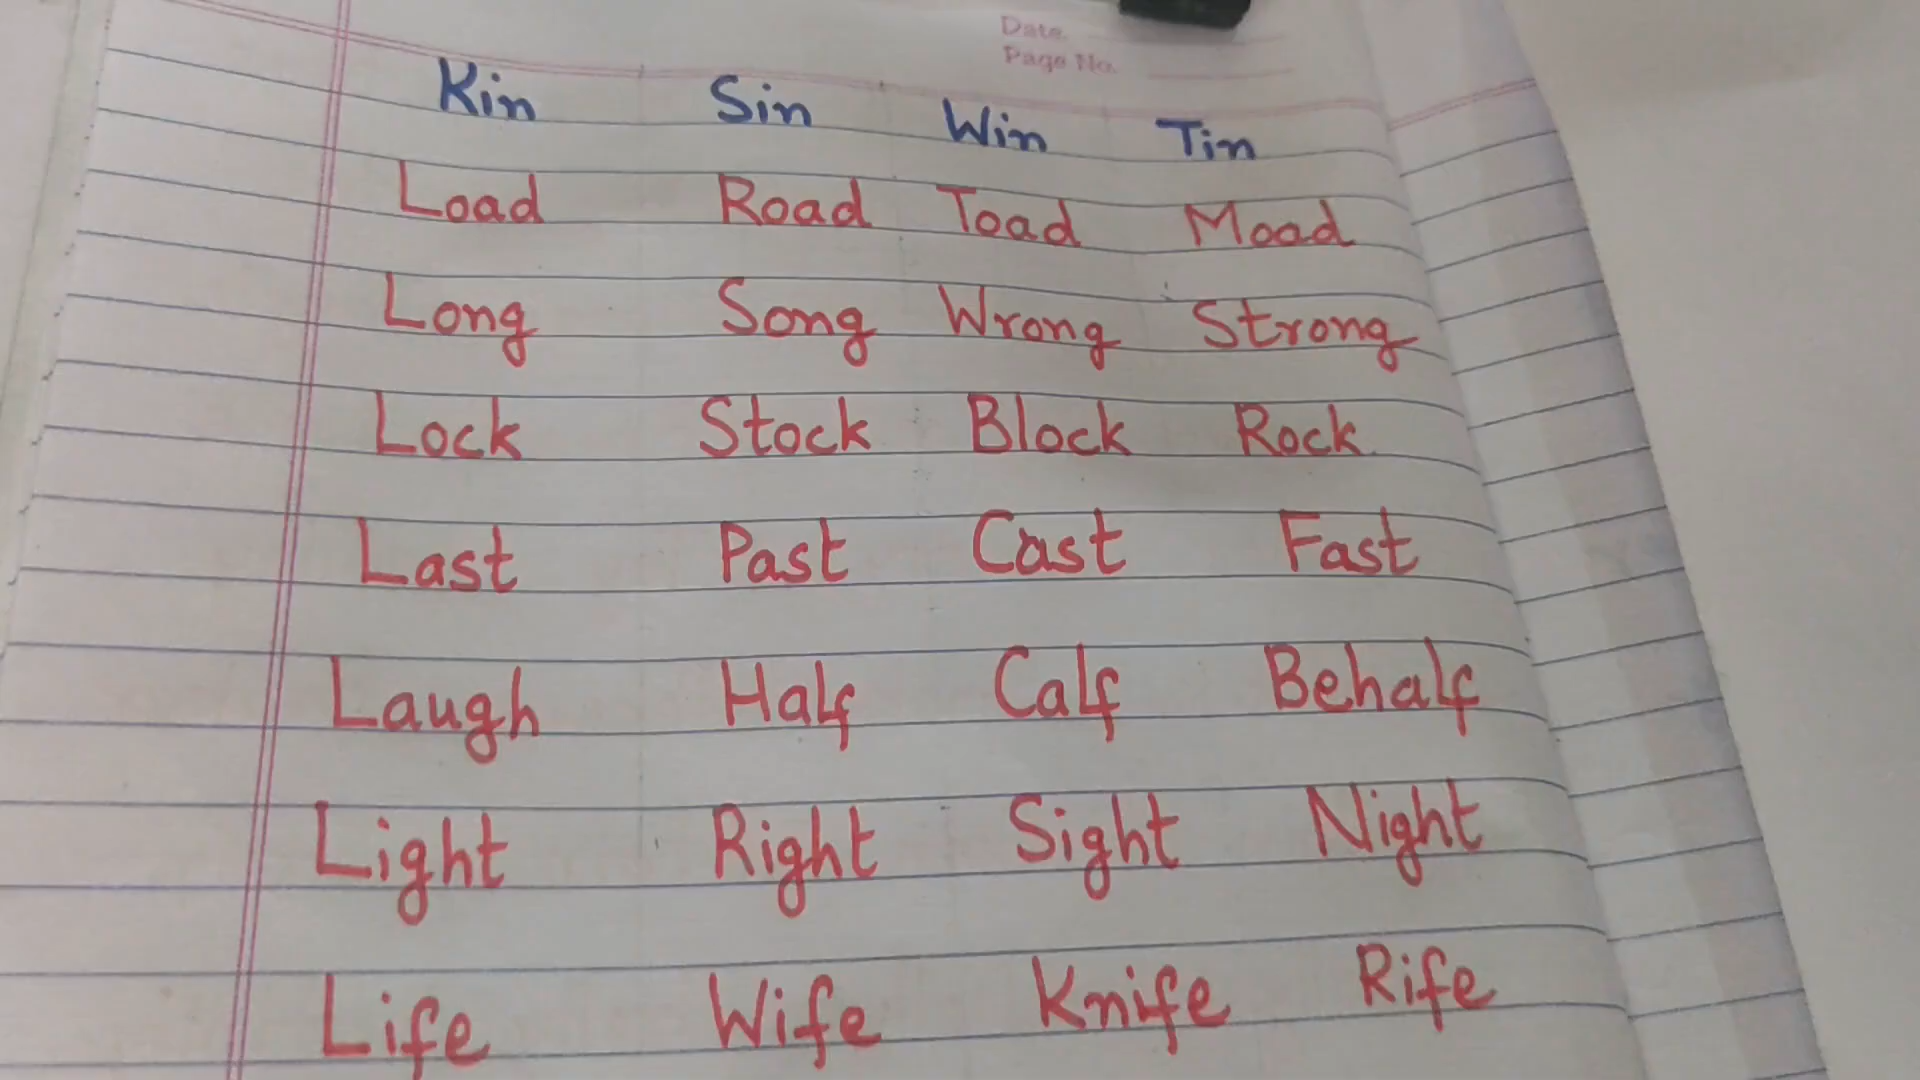 Date
Page No.
Kin Sin Win Tin
Load Road Toad Moad
Long Song Wrong Strong
Lock Stock Block Rock
Last Past Cast Fast
Laugh Half Calf Behalf
Light Right Sight Night
Life Wife Knife Rife